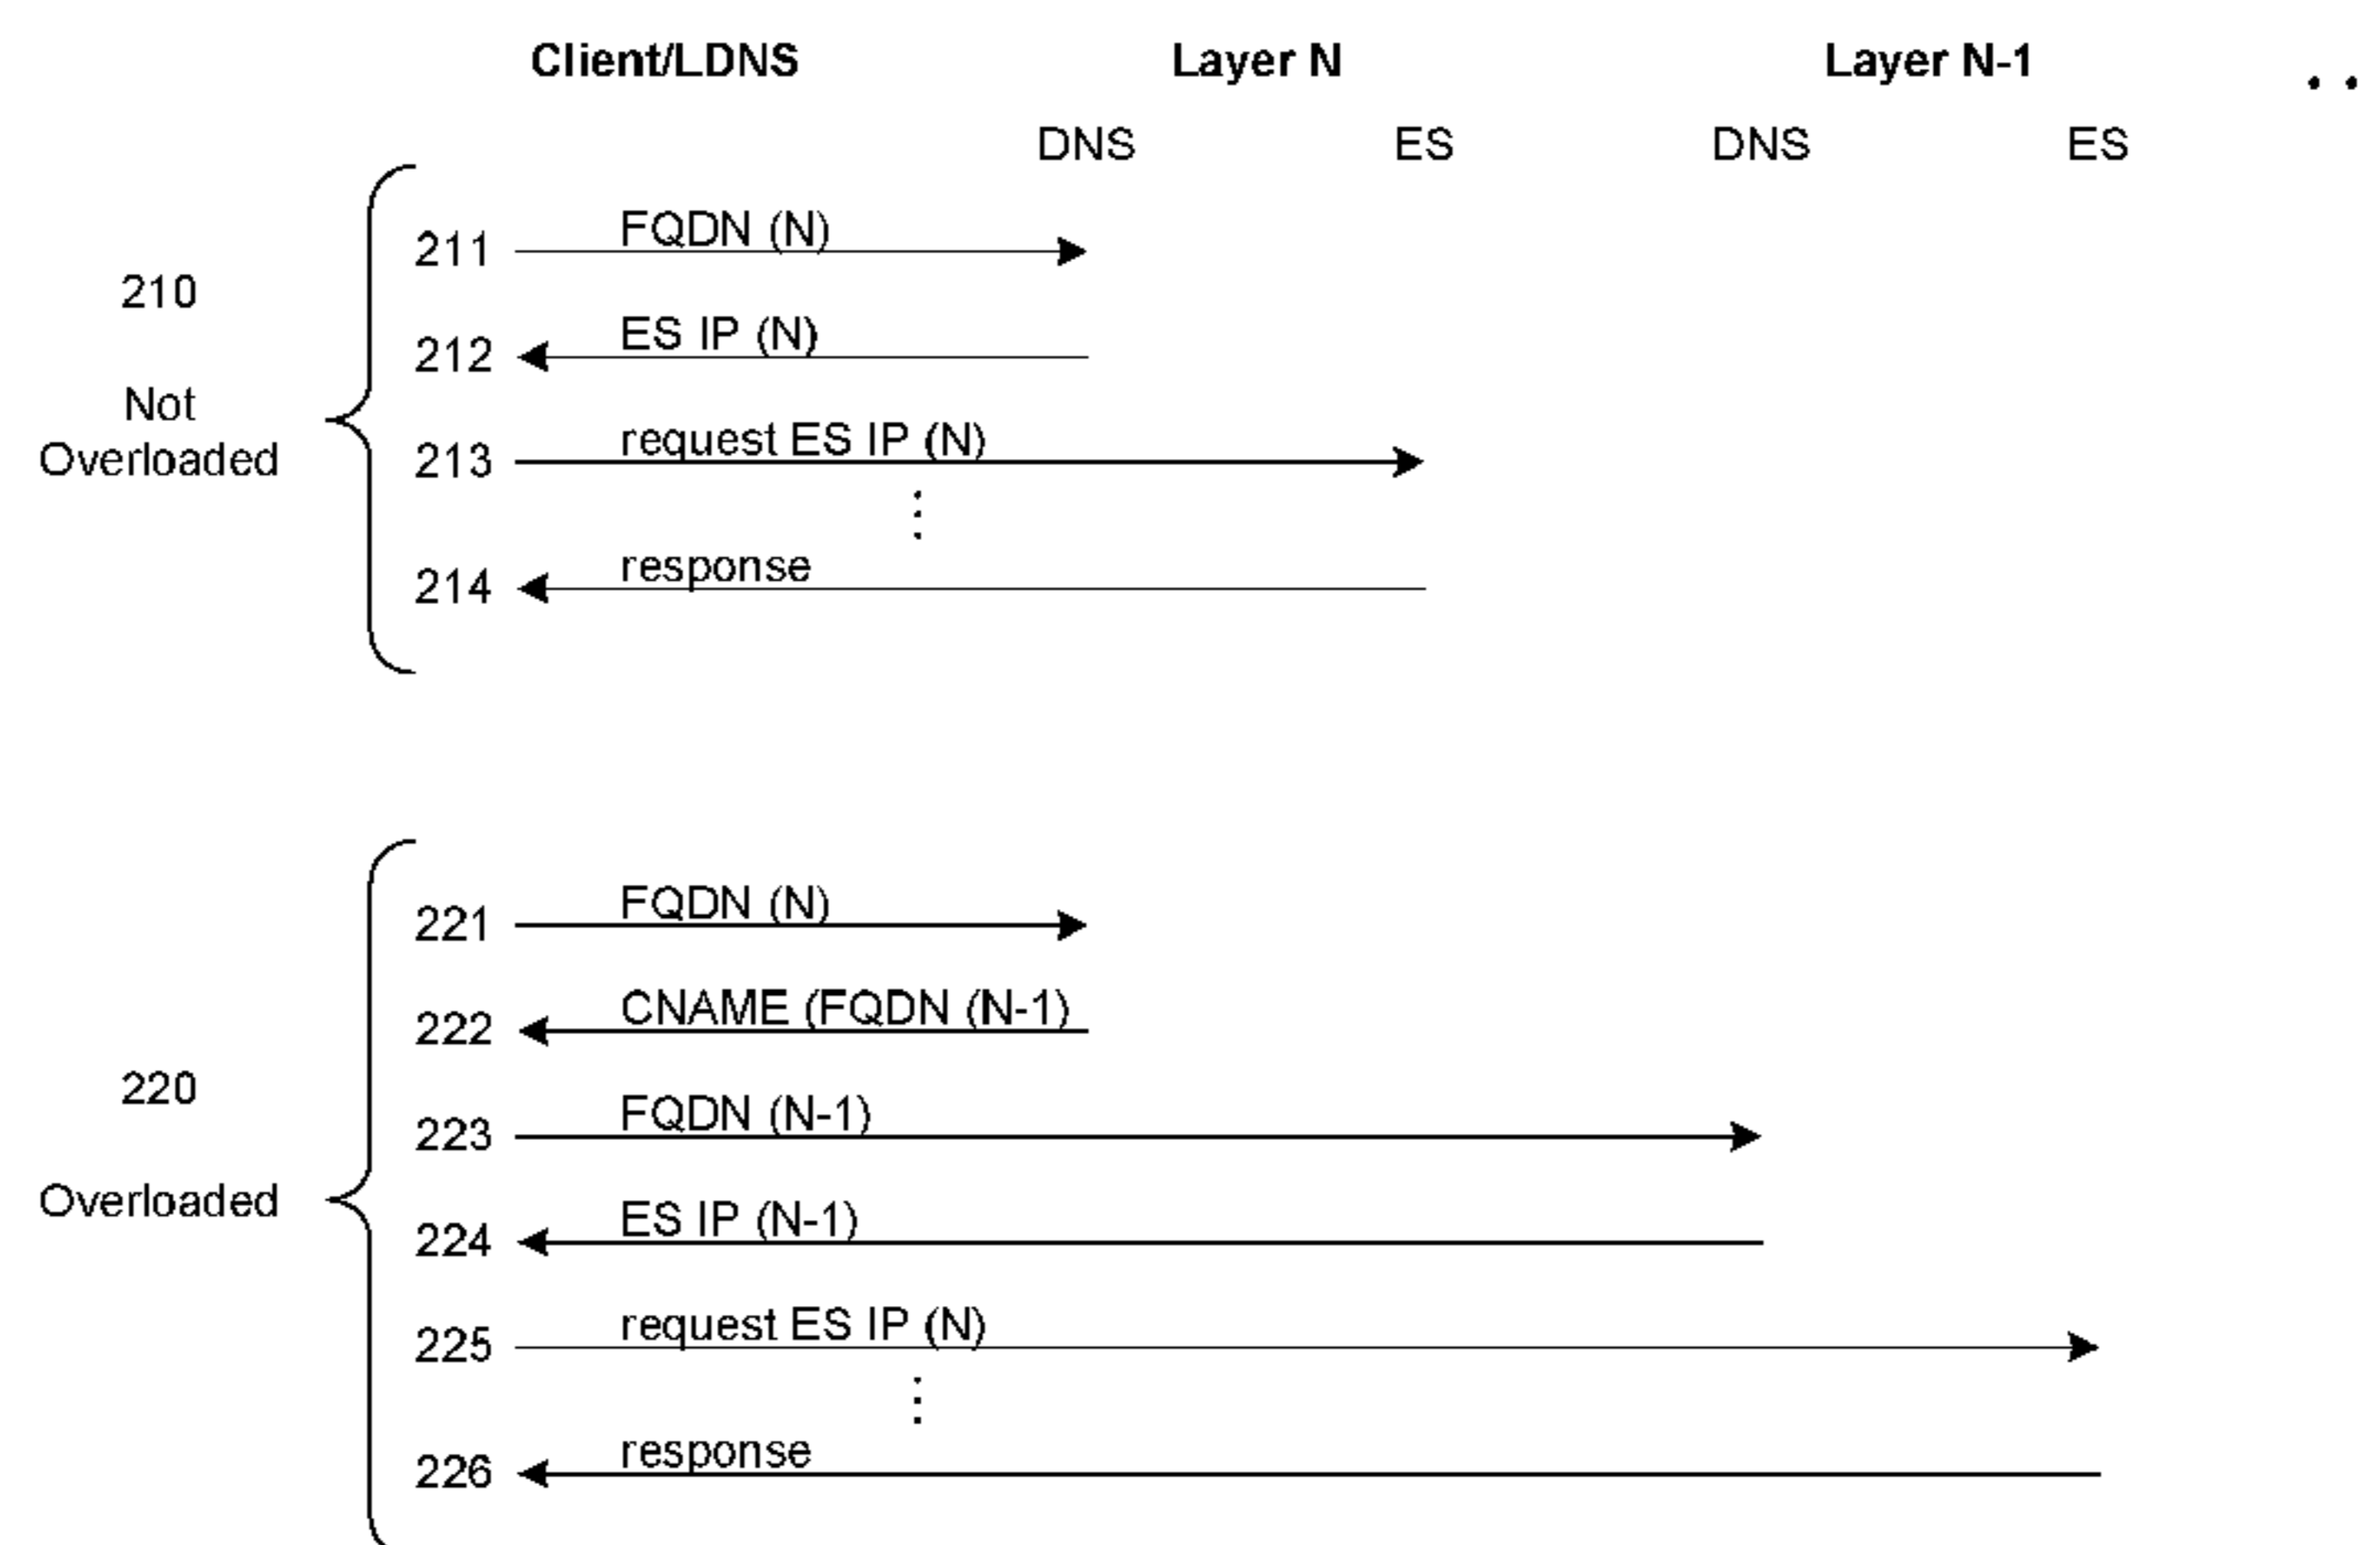 Client/LDNS Layer N Layer N-1 . .
DNS ES DNS ES
210
Not
Overloaded
211 FQDN (N)
212 ES IP (N)
213 request ES IP (N)
214 response
220
Overloaded
221 FQDN (N)
222 CNAME (FQDN (N-1)
223 FQDN (N-1)
224 ES IP (N-1)
225 request ES IP (N)
226 response